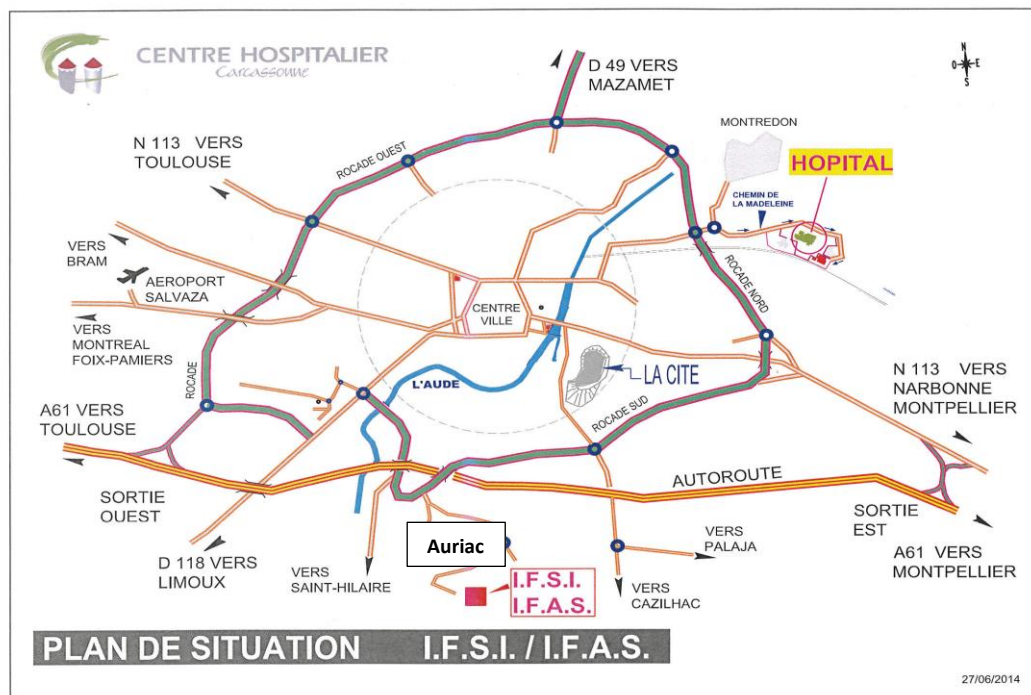 CENTRE HOSPITALIER
Carcassonne
D 49 VERS
MAZAMET
N
O E
S
MONTREDON
N 113 VERS
TOULOUSE
ROCADE OUEST
HOPITAL
CHEMIN DE
LA MADELEINE
VERS
BRAM
AEROPORT
SALVAZA
ROCADE NORD
CENTRE
VILLE
VERS
MONTREAL
FOIX-PAMIERS
L'AUDE
LA CITE
N 113 VERS
NARBONNE
MONTPELLIER
ROCADE
A61 VERS
TOULOUSE
ROCADE SUD
AUTOROUTE
SORTIE
OUEST
SORTIE
EST
D 118 VERS
LIMOUX
VERS
SAINT-HILAIRE
Auriac
VERS
PALAJA
A61 VERS
MONTPELLIER
I.F.S.I.
I.F.A.S.
VERS
CAZILHAC
PLAN DE SITUATION I.F.S.I. / I.F.A.S.
27/06/2014